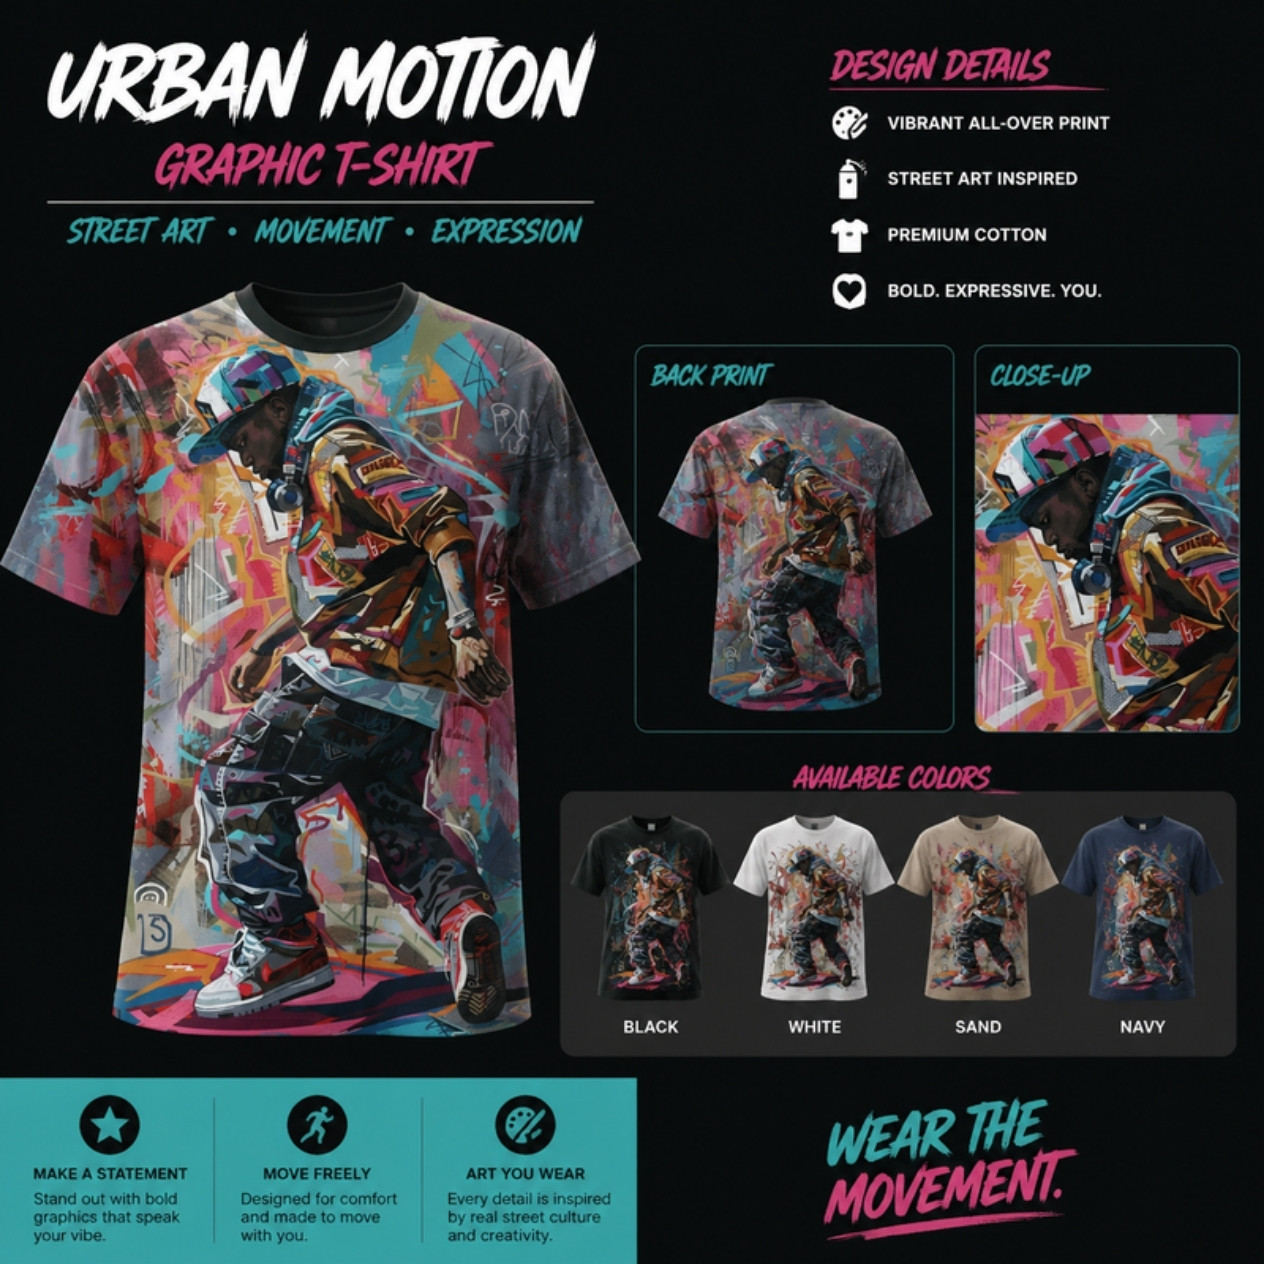 URBAN MOTION
GRAPHIC T-SHIRT
STREET ART • MOVEMENT • EXPRESSION
DESIGN DETAILS
VIBRANT ALL-OVER PRINT
STREET ART INSPIRED
PREMIUM COTTON
BOLD. EXPRESSIVE. YOU.
BACK PRINT
CLOSE-UP
13
AVAILABLE COLORS
BLACK
WHITE
SAND
NAVY
MAKE A STATEMENT
Stand out with bold
graphics that speak
your vibe.
MOVE FREELY
Designed for comfort
and made to move
with you.
ART YOU WEAR
Every detail is inspired
by real street culture
and creativity.
WEAR THE
MOVEMENT.